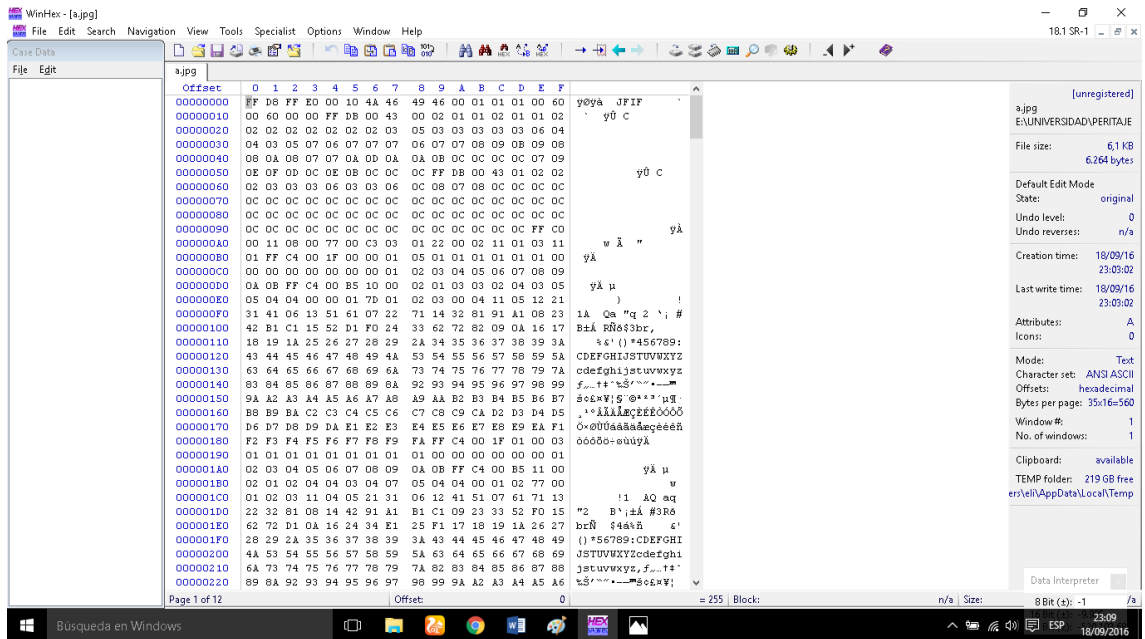 WinHex - [a.jpg]
File Edit Search Navigation View Tools Specialist Options Window Help
18.1 SR-1
Case Data
File Edit
a.jpg
Offset 0 1 2 3 4 5 6 7 8 9 A B C D E F
00000000 FF D8 FF E0 00 10 4A 46 49 46 00 01 01 01 00 60 ÿØÿà JFIF `
00000010 00 60 00 00 FF DB 00 43 00 02 01 01 02 01 01 02 ` ÿÛ C
00000020 02 02 02 02 02 02 02 03 05 03 03 03 03 03 06 04
00000030 04 03 05 07 06 07 07 07 06 07 07 08 09 0B 09 08
00000040 08 0A 08 07 07 0A 0D 0A 0A 0B 0C 0C 0C 0C 07 09
00000050 0E 0F 0D 0C 0E 0B 0C 0C 0C FF DB 00 43 01 02 02 ÿÛ C
00000060 02 03 03 03 06 03 03 06 0C 08 07 08 0C 0C 0C 0C
00000070 0C 0C 0C 0C 0C 0C 0C 0C 0C 0C 0C 0C 0C 0C 0C 0C
00000080 0C 0C 0C 0C 0C 0C 0C 0C 0C 0C 0C 0C 0C 0C 0C 0C
00000090 0C 0C 0C 0C 0C 0C 0C 0C 0C 0C 0C 0C 0C 0C FF C0 ÿÀ
000000A0 00 11 08 00 77 00 C3 03 01 22 00 02 11 01 03 11 w Ã "
000000B0 01 FF C4 00 1F 00 00 01 05 01 01 01 01 01 01 00 ÿÄ
000000C0 00 00 00 00 00 00 00 01 02 03 04 05 06 07 08 09
000000D0 0A 0B FF C4 00 B5 10 00 02 01 03 03 02 04 03 05 ÿÄ µ
000000E0 05 04 04 00 00 01 7D 01 02 03 00 04 11 05 12 21 } !
000000F0 31 41 06 13 51 61 07 22 71 14 32 81 91 A1 08 23 1A Qa "q 2 ‘¡ #
00000100 42 B1 C1 15 52 D1 F0 24 33 62 72 82 09 0A 16 17 B±Á RÑð$3br‚
00000110 18 19 1A 25 26 27 28 29 2A 34 35 36 37 38 39 3A %&'()*456789:
00000120 43 44 45 46 47 48 49 4A 53 54 55 56 57 58 59 5A CDEFGHIJSTUVWXYZ
00000130 63 64 65 66 67 68 69 6A 73 74 75 76 77 78 79 7A cdefghijstuvwxyz
00000140 83 84 85 86 87 88 89 8A 92 93 94 95 96 97 98 99 ƒ„…†‡ˆ‰Š’“”•–—˜™
00000150 9A A2 A3 A4 A5 A6 A7 A8 A9 AA B2 B3 B4 B5 B6 B7 š¢£¤¥¦§¨©ª²³´µ¶·
00000160 B8 B9 BA C2 C3 C4 C5 C6 C7 C8 C9 CA D2 D3 D4 D5 ¸¹ºÂÃÄÅÆÇÈÉÊÒÓÔÕ
00000170 D6 D7 D8 D9 DA E1 E2 E3 E4 E5 E6 E7 E8 E9 EA F1 Ö×ØÙÚáâãäåæçèéêñ
00000180 F2 F3 F4 F5 F6 F7 F8 F9 FA FF C4 00 1F 01 00 03 òóôõö÷øùúÿÄ
00000190 01 01 01 01 01 01 01 01 01 00 00 00 00 00 00 01
000001A0 02 03 04 05 06 07 08 09 0A 0B FF C4 00 B5 11 00 ÿÄ µ
000001B0 02 01 02 04 04 03 04 07 05 04 04 00 01 02 77 00 w
000001C0 01 02 03 11 04 05 21 31 06 12 41 51 07 61 71 13 !1 AQ aq
000001D0 22 32 81 08 14 42 91 A1 B1 C1 09 23 33 52 F0 15 "2 B‘¡±Á #3Rð
000001E0 62 72 D1 0A 16 24 34 E1 25 F1 17 18 19 1A 26 27 brÑ $4á%ñ &'
000001F0 28 29 2A 35 36 37 38 39 3A 43 44 45 46 47 48 49 ()*56789:CDEFGHI
00000200 4A 53 54 55 56 57 58 59 5A 63 64 65 66 67 68 69 JSTUVWXYZcdefghi
00000210 6A 73 74 75 76 77 78 79 7A 82 83 84 85 86 87 88 jstuvwxyz‚ƒ„…†‡ˆ
00000220 89 8A 92 93 94 95 96 97 98 99 9A A2 A3 A4 A5 A6 ‰Š’“”•–—˜™š¢£¤¥¦
[unregistered]
a.jpg
E:\UNIVERSIDAD\PERITAJE
File size: 6,1 KB
6.264 bytes
Default Edit Mode
State: original
Undo level: 0
Undo reverses: n/a
Creation time: 18/09/16
23:03:02
Last write time: 18/09/16
23:03:02
Attributes: A
Icons: 0
Mode: Text
Character set: ANSI ASCII
Offsets: hexadecimal
Bytes per page: 35x16=560
Window #: 1
No. of windows: 1
Clipboard: available
TEMP folder: 219 GB free
ers\eli\AppData\Local\Temp
Data Interpreter
8 Bit (±): -1
Page 1 of 12 Offset: 0 = 255 Block: n/a Size: /a
Búsqueda en Windows
ESP
23:09
18/09/2016